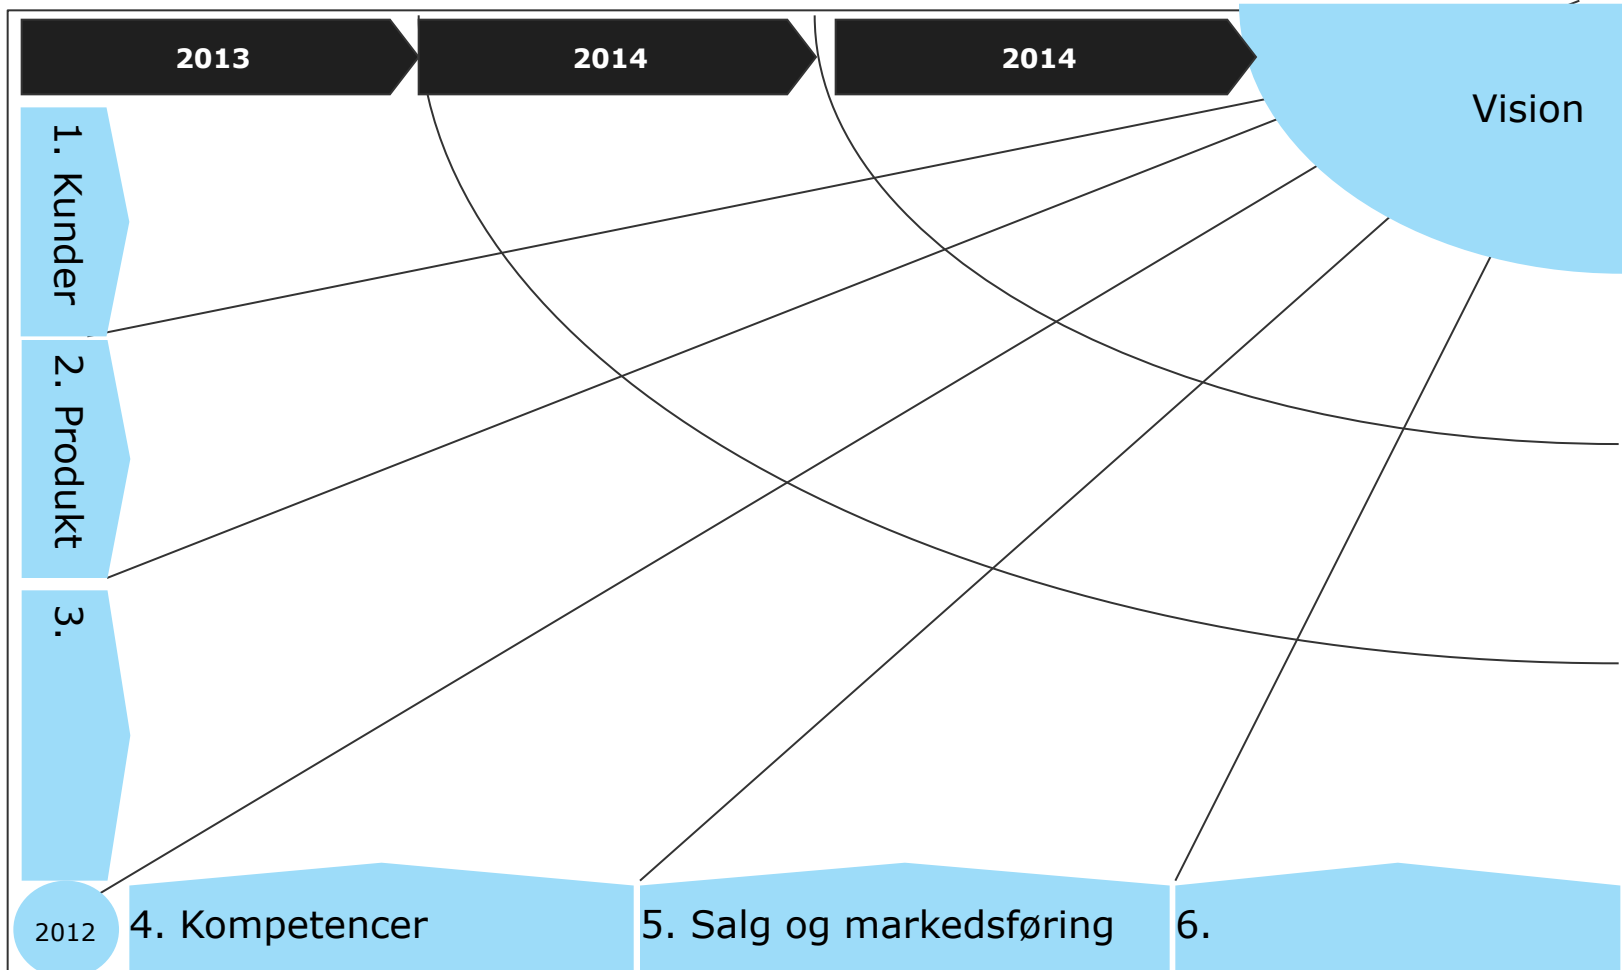 2013
2014
2014
Vision
1. Kunder
2. Produkt
3.
2012
4. Kompetencer
5. Salg og markedsføring
6.